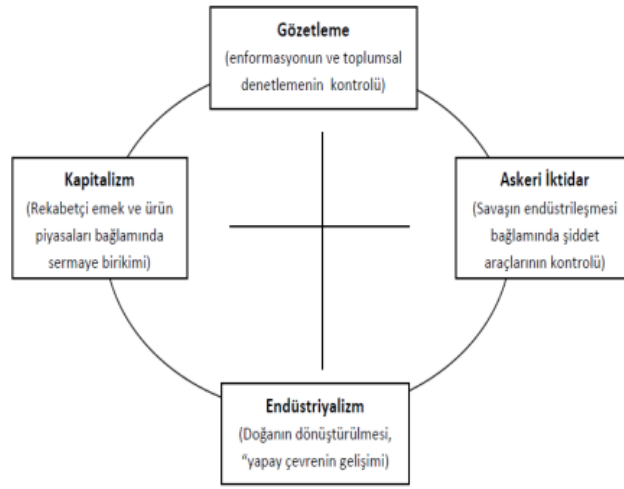 Gözetleme
(enformasyonun ve toplumsal
denetlemenin kontrolü)
Kapitalizm
(Rekabetçi emek ve ürün
piyasaları bağlamında
sermaye birikimi)
Askeri İktidar
(Savaşın endüstrileşmesi
bağlamında şiddet
araçlarının kontrolü)
Endüstriyalizm
(Doğanın dönüştürülmesi,
“yapay çevrenin gelişimi)